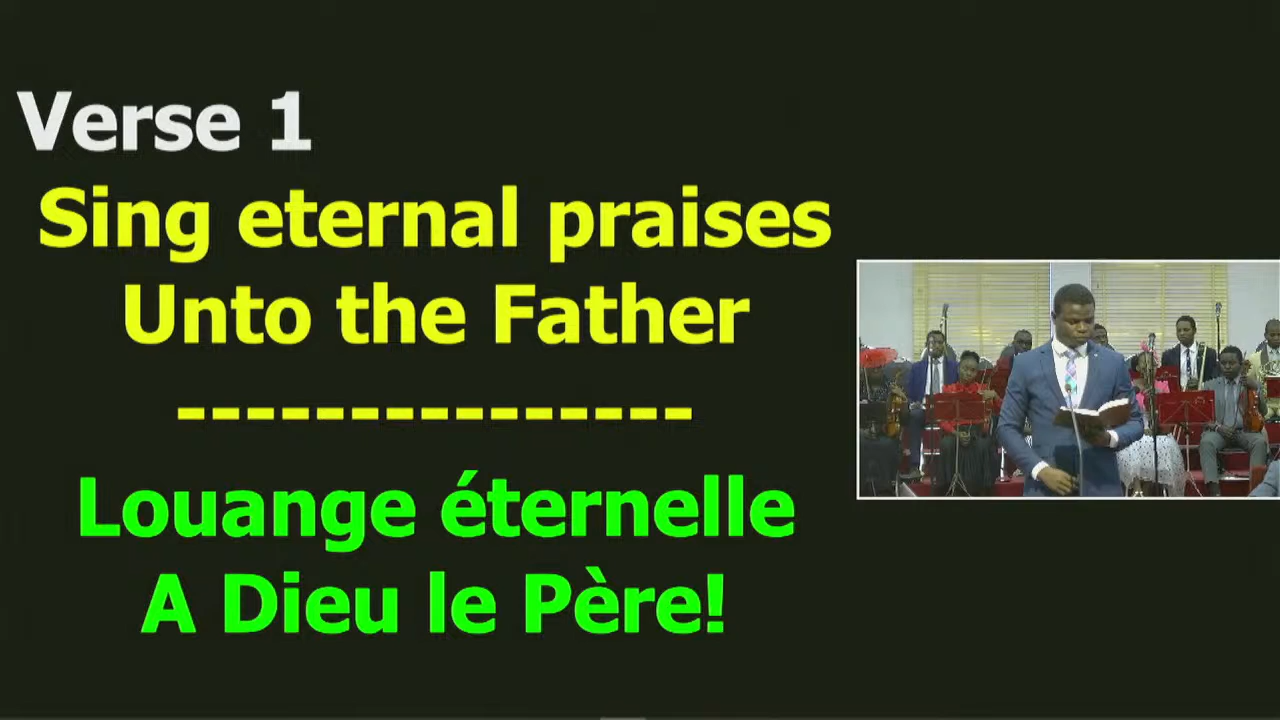 Verse 1
Sing eternal praises
Unto the Father
----------------
Louange éternelle
A Dieu le Père!